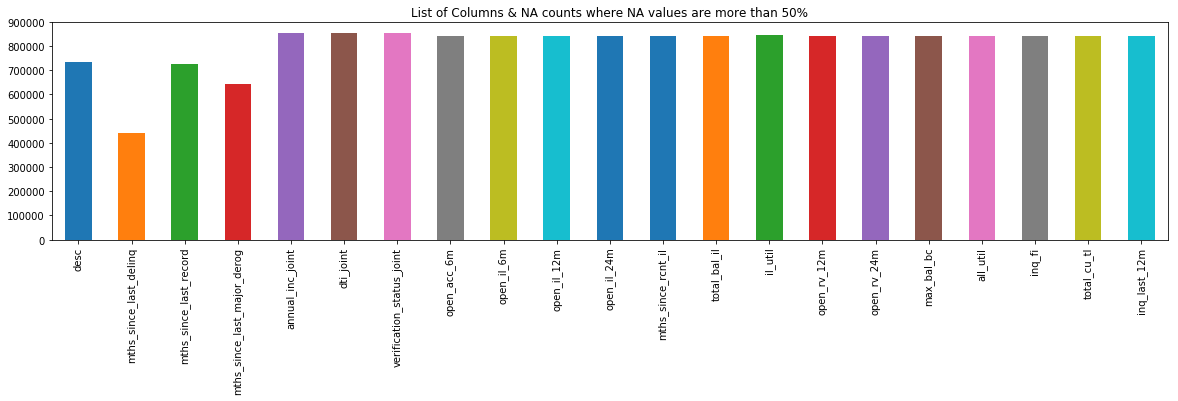 List of Columns & NA counts where NA values are more than 50%
900000
800000
700000
600000
500000
400000
300000
200000
100000
0
desc
mths_since_last_delinq
mths_since_last_record
mths_since_last_major_derog
annual_inc_joint
dti_joint
verification_status_joint
open_acc_6m
open_il_6m
open_il_12m
open_il_24m
mths_since_rcnt_il
total_bal_il
il_util
open_rv_12m
open_rv_24m
max_bal_bc
all_util
inq_fi
total_cu_tl
inq_last_12m